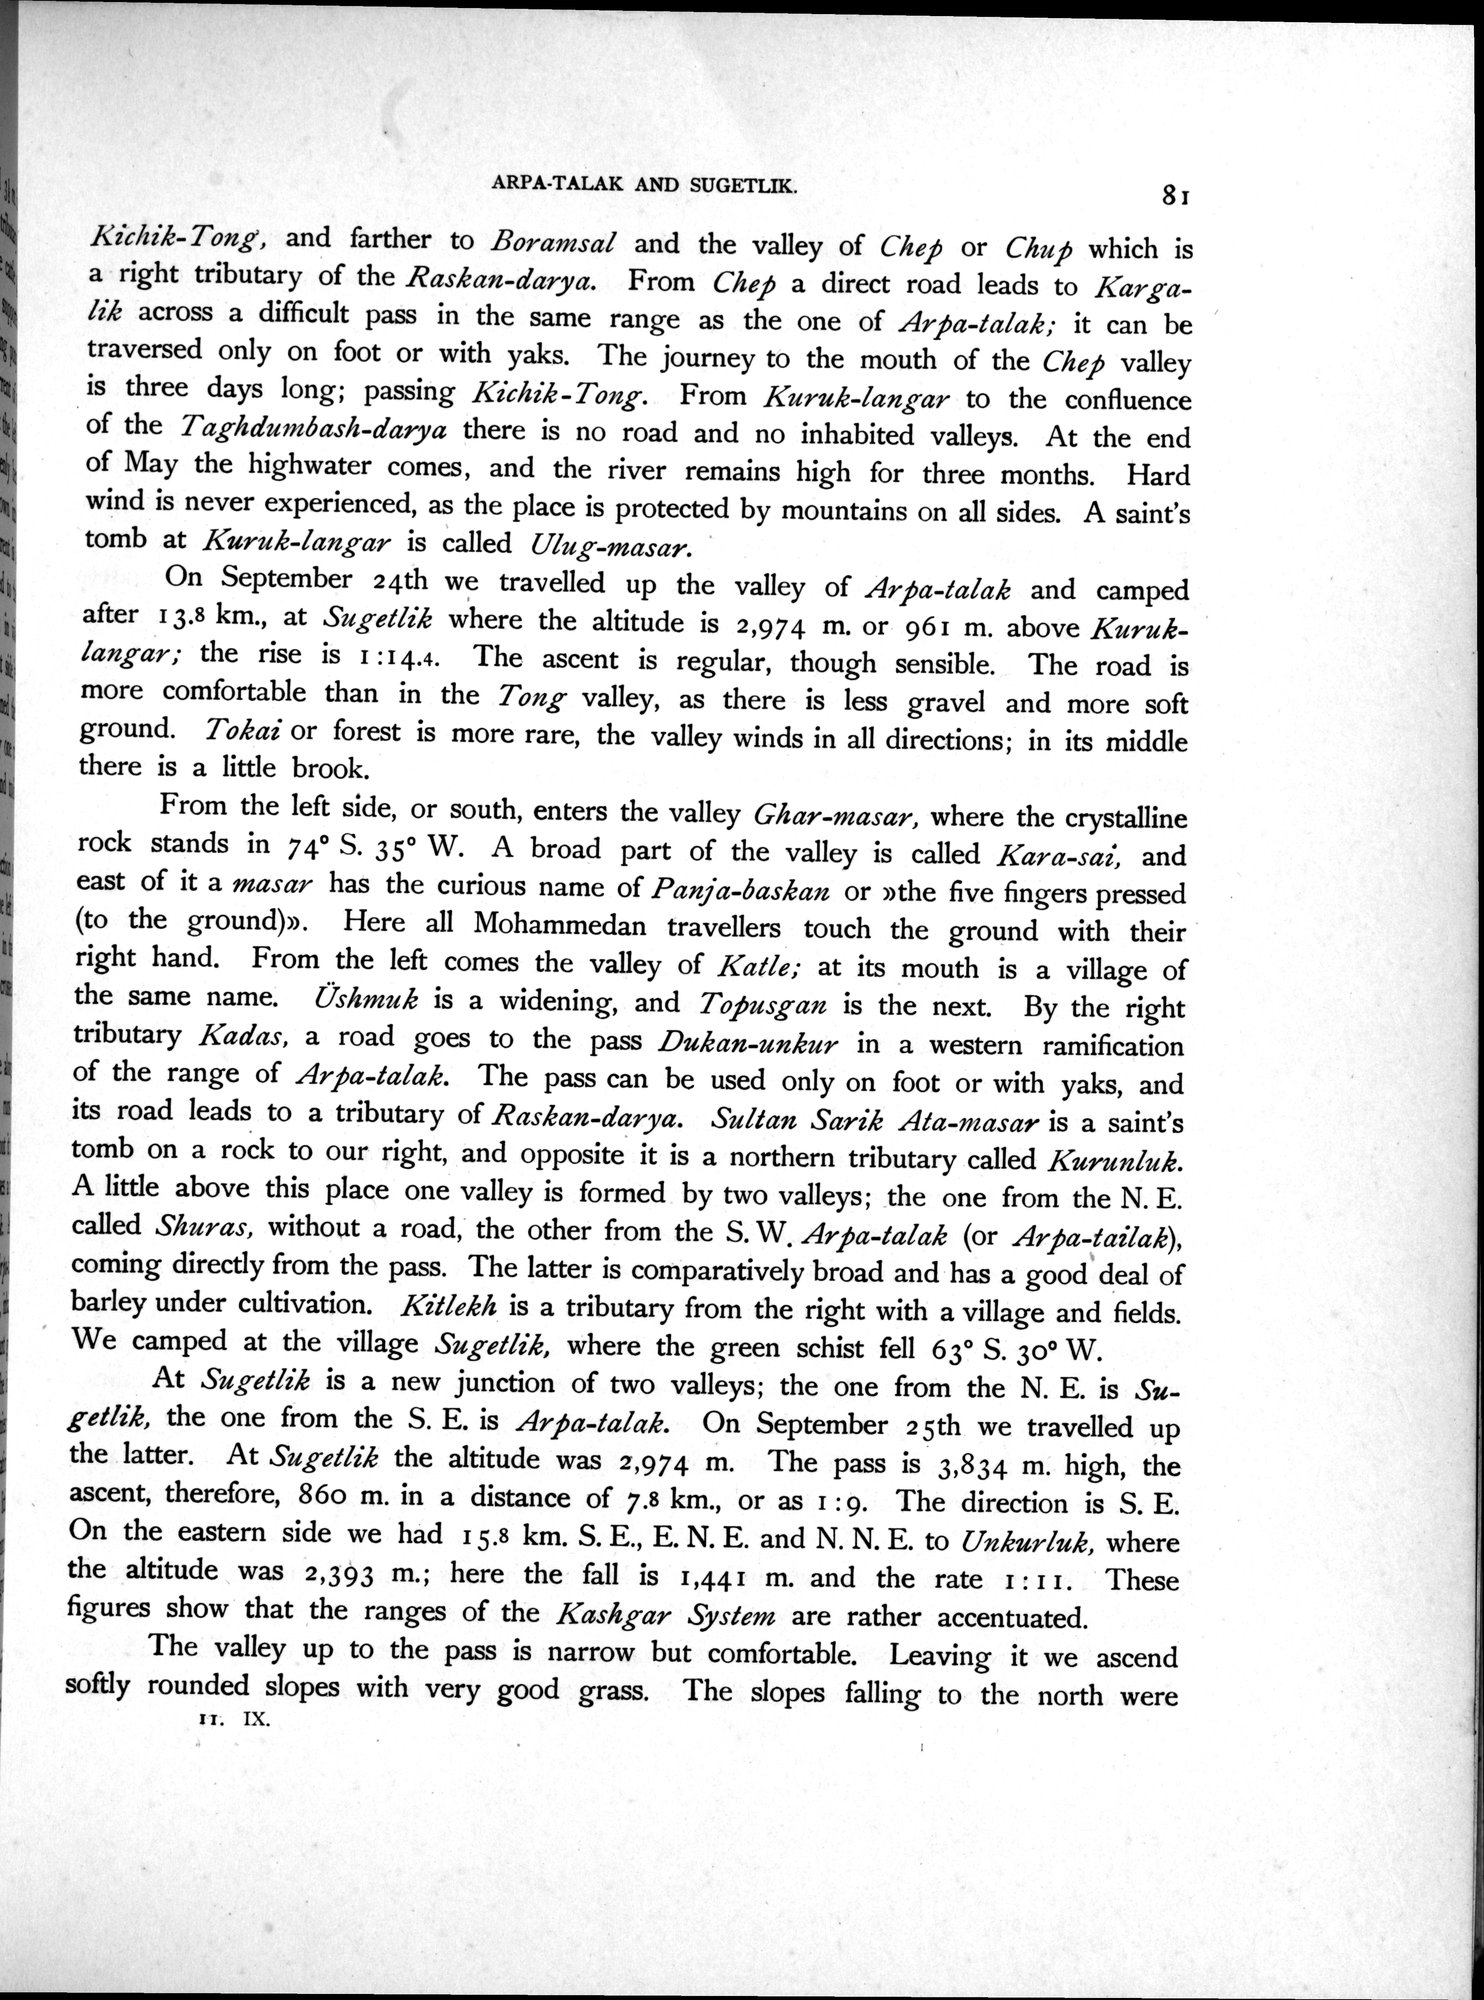 ARPA-TALAK AND SUGETLIK.
81
Kichik-Tong, and farther to Boramsal and the valley of Chep or Chup which is
a right tributary of the Raskan-darya. From Chep a direct road leads to Karga-
lik across a difficult pass in the same range as the one of Arpa-talak; it can be
traversed only on foot or with yaks. The journey to the mouth of the Chep valley
is three days long; passing Kichik-Tong. From Kuruk-langar to the confluence
of the Taghdumbash-darya there is no road and no inhabited valleys. At the end
of May the highwater comes, and the river remains high for three months. Hard
wind is never experienced, as the place is protected by mountains on all sides. A saint's
tomb at Kuruk-langar is called Ulug-masar.
On September 24th we travelled up the valley of Arpa-talak and camped
after 13.8 km., at Sugetlik where the altitude is 2,974 m. or 961 m. above Kuruk-
langar; the rise is 1:14.4. The ascent is regular, though sensible. The road is
more comfortable than in the Tong valley, as there is less gravel and more soft
ground. Tokai or forest is more rare, the valley winds in all directions; in its middle
there is a little brook.
From the left side, or south, enters the valley Ghar-masar, where the crystalline
rock stands in 74° S. 35° W. A broad part of the valley is called Kara-sai, and
east of it a masar has the curious name of Panja-baskan or »the five fingers pressed
(to the ground)». Here all Mohammedan travellers touch the ground with their
right hand. From the left comes the valley of Katle; at its mouth is a village of
the same name. Üshmuk is a widening, and Topusgan is the next. By the right
tributary Kadas, a road goes to the pass Dukan-unkur in a western ramification
of the range of Arpa-talak. The pass can be used only on foot or with yaks, and
its road leads to a tributary of Raskan-darya. Sultan Sarik Ata-masar is a saint's
tomb on a rock to our right, and opposite it is a northern tributary called Kurunluk.
A little above this place one valley is formed by two valleys; the one from the N. E.
called Shuras, without a road, the other from the S. W. Arpa-talak (or Arpa-tailak),
coming directly from the pass. The latter is comparatively broad and has a good deal of
barley under cultivation. Kitlekh is a tributary from the right with a village and fields.
We camped at the village Sugetlik, where the green schist fell 63° S. 30° W.
At Sugetlik is a new junction of two valleys; the one from the N. E. is Su-
getlik, the one from the S. E. is Arpa-talak. On September 25th we travelled up
the latter. At Sugetlik the altitude was 2,974 m. The pass is 3,834 m. high, the
ascent, therefore, 860 m. in a distance of 7.8 km., or as 1:9. The direction is S. E.
On the eastern side we had 15.8 km. S. E., E. N. E. and N. N. E. to Unkurluk, where
the altitude was 2,393 m.; here the fall is 1,441 m. and the rate 1:11. These
figures show that the ranges of the Kashgar System are rather accentuated.
The valley up to the pass is narrow but comfortable. Leaving it we ascend
softly rounded slopes with very good grass. The slopes falling to the north were
11. IX.